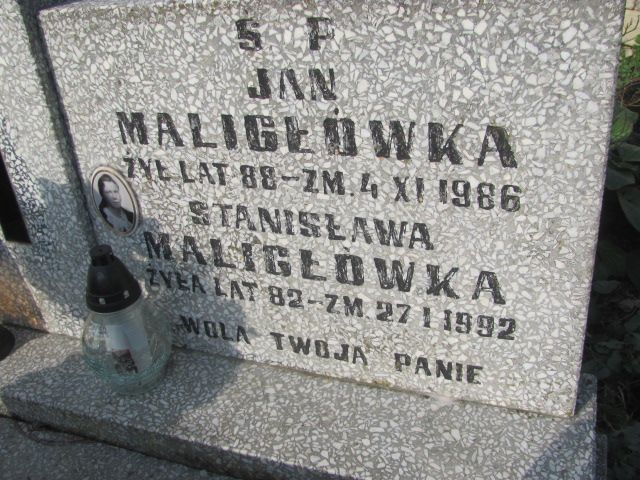 Ś P
JAN
MALIGŁÓWKA
ŻYŁ LAT 88-ZM. 4 XI 1986
STANISŁAWA
MALIGŁÓWKA
ŻYŁA LAT 82-ZM. 27 I 1992
WOLA TWOJA PANIE